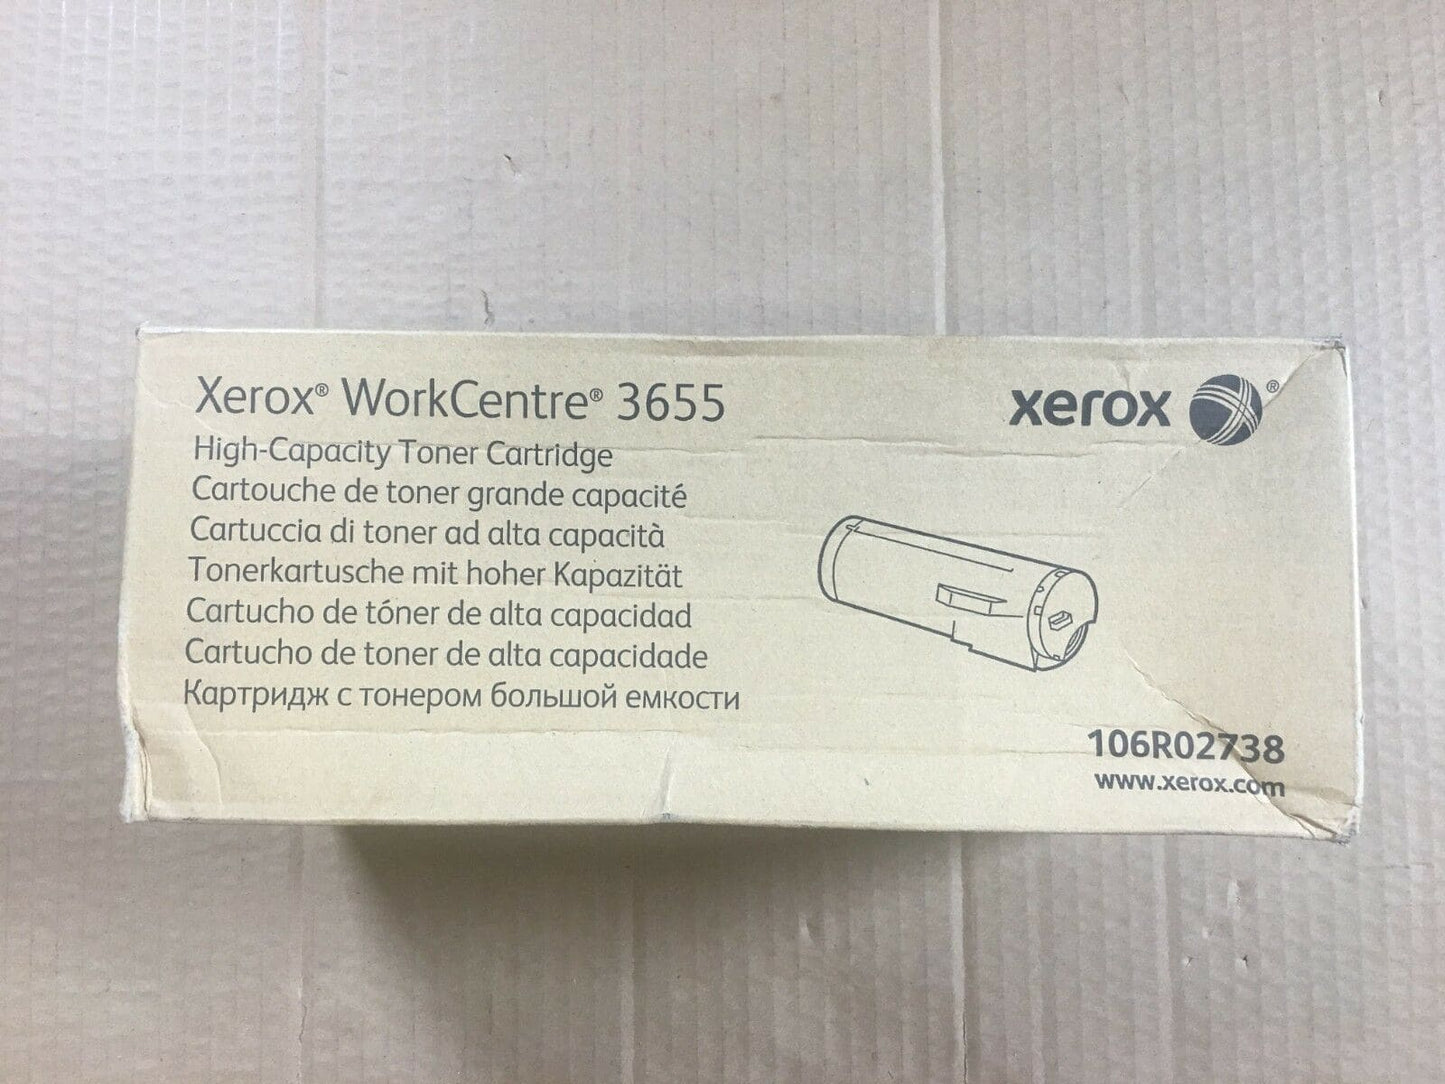 Xerox® WorkCentre® 3655
High-Capacity Toner Cartridge
Cartouche de toner grande capacité
Cartuccia di toner ad alta capacità
Tonerkartusche mit hoher Kapazität
Cartucho de tóner de alta capacidad
Cartucho de toner de alta capacidade
Картридж с тонером большой емкости
xerox ®
106R02738
www.xerox.com